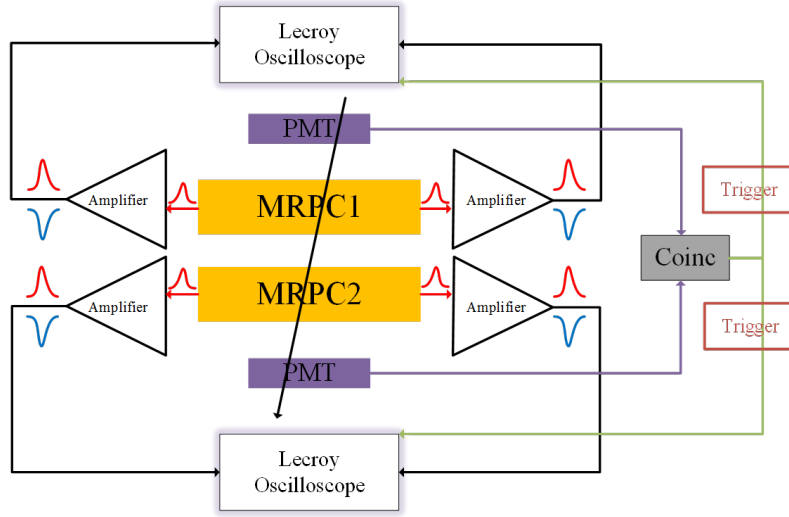 Lecroy
Oscilloscope
PMT
Amplifier
MRPC1
Amplifier
Trigger
Coinc
Amplifier
MRPC2
Amplifier
Trigger
PMT
Lecroy
Oscilloscope